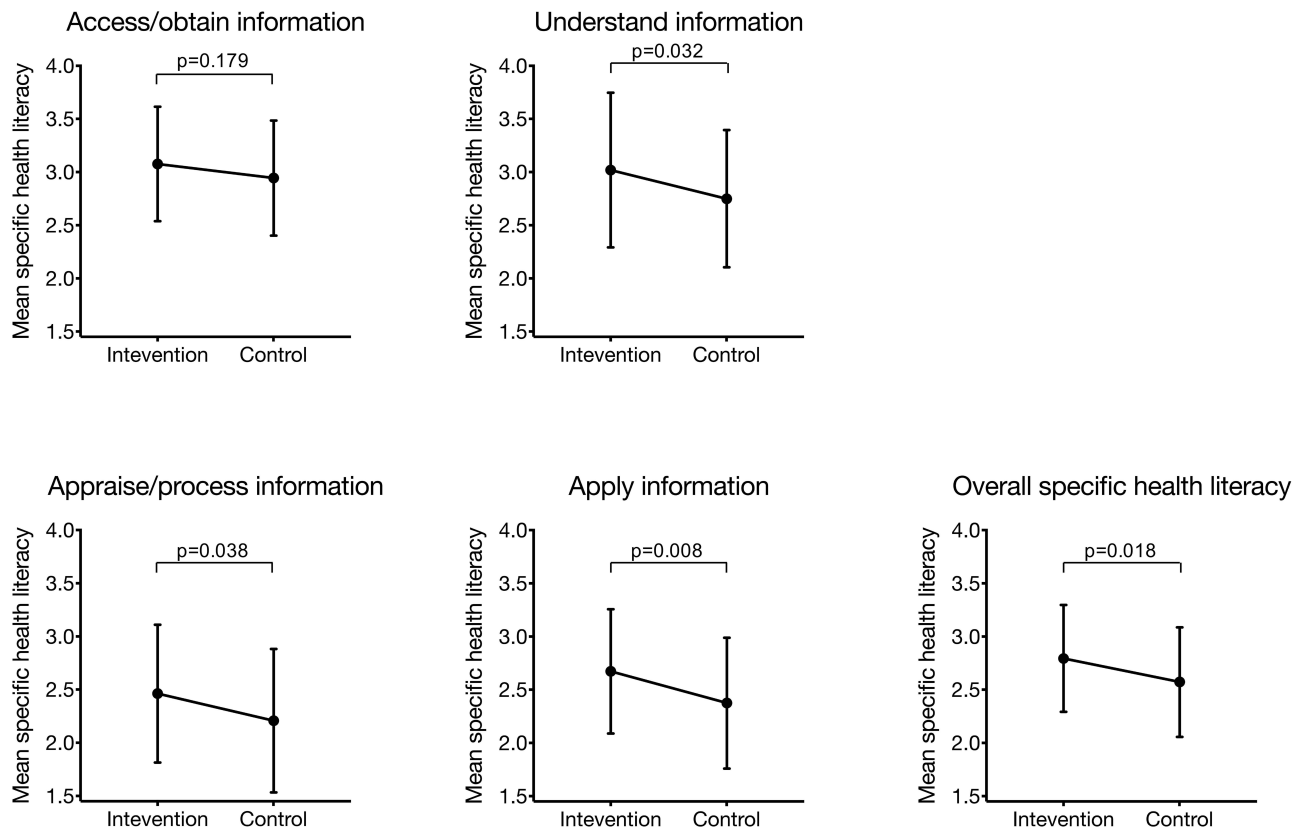 Access/obtain information
Understand information
p=0.179
p=0.032
Mean specific health literacy
4.0
3.5
3.0
2.5
2.0
1.5
Intevention Control
Mean specific health literacy
4.0
3.5
3.0
2.5
2.0
1.5
Intevention Control
Appraise/process information
p=0.038
Mean specific health literacy
4.0
3.5
3.0
2.5
2.0
1.5
Intevention Control
Apply information
p=0.008
Mean specific health literacy
4.0
3.5
3.0
2.5
2.0
1.5
Intevention Control
Overall specific health literacy
p=0.018
Mean specific health literacy
4.0
3.5
3.0
2.5
2.0
1.5
Intevention Control